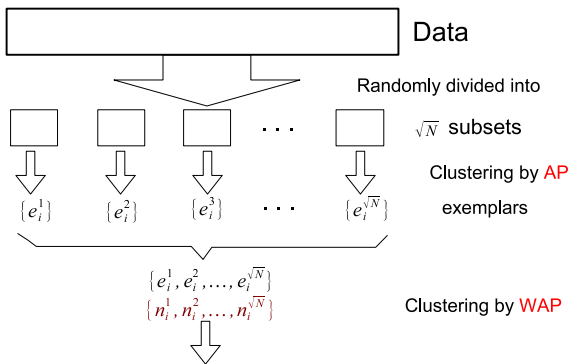 Data
Randomly divided into
· · · √N subsets
Clustering by AP
{e_i^1} {e_i^2} {e_i^3} · · · {e_i^√N} exemplars
{e_i^1, e_i^2, ..., e_i^√N}
{n_i^1, n_i^2, ..., n_i^√N} Clustering by WAP